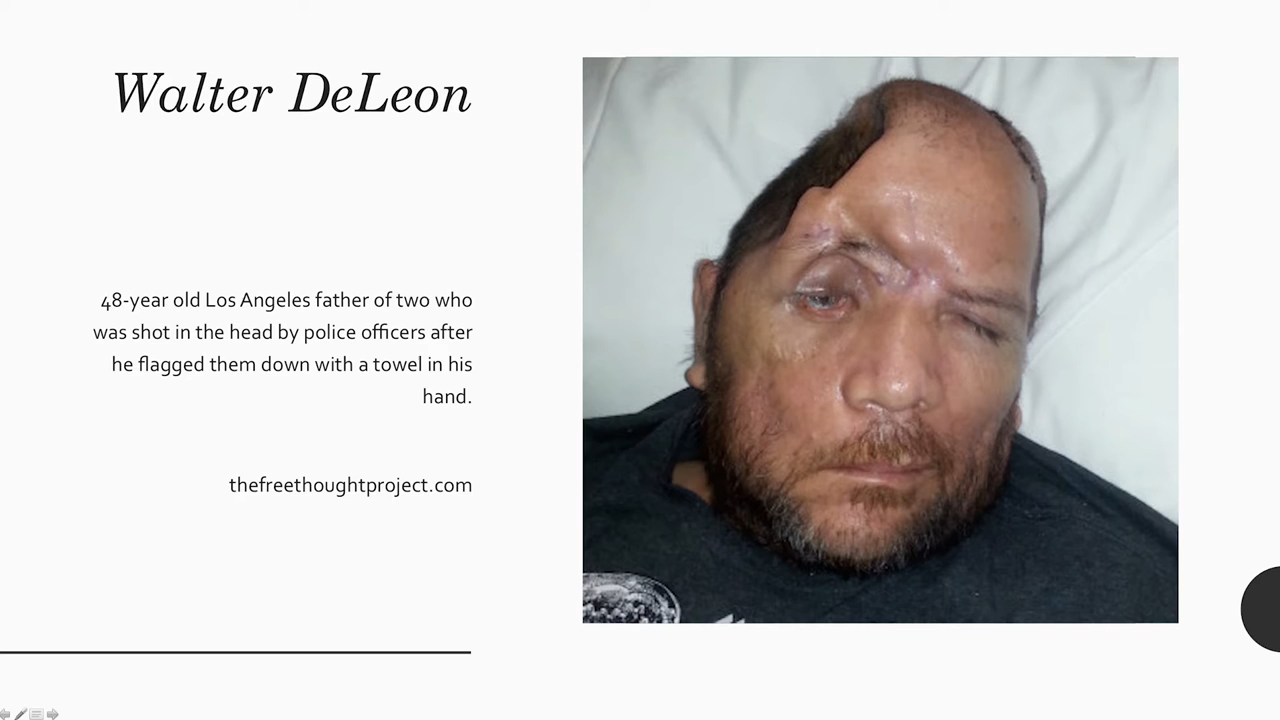 Walter DeLeon
48-year old Los Angeles father of two who
was shot in the head by police officers after
he flagged them down with a towel in his
hand.
thefreethoughtproject.com